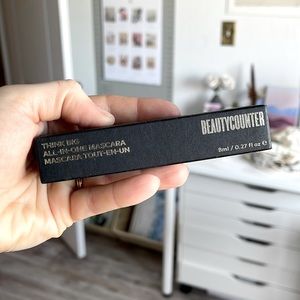 THINK BIG
ALL-IN-ONE MASCARA
MASCARA TOUT-EN-UN
BEAUTYCOUNTER
8ml / 0.27 fl oz ℮